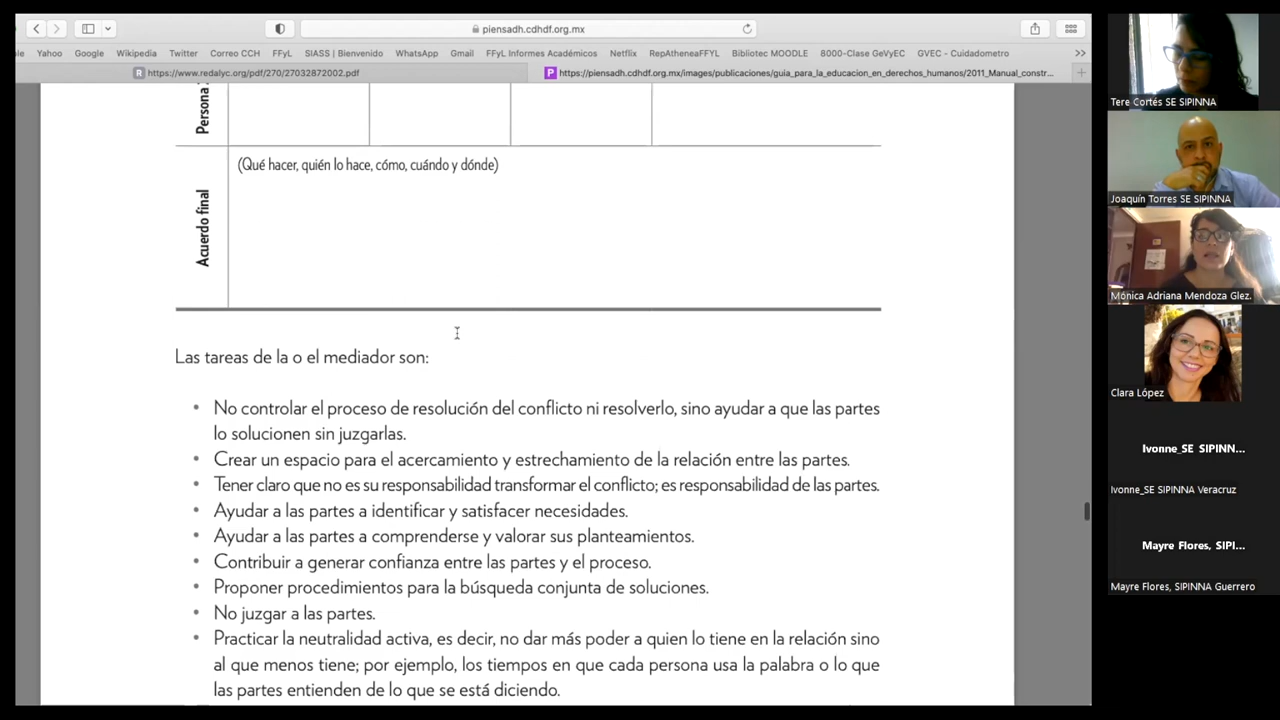 piensadh.cdhdf.org.mx
Yahoo Google Wikipedia Twitter Correo CCH FFyL SIASS | Bienvenido WhatsApp Gmail FFyL Informes Académicos Netflix RepAtheneaFFYL Bibliotec MOODLE 8000-Clase GeVyEC GVEC - Cuidadometro
https://www.redalyc.org/pdf/270/27032872002.pdf
https://piensadh.cdhdf.org.mx/images/publicaciones/guia_para_la_educacion_en_derechos_humanos/2011_Manual_constr...
Persona
(Qué hacer, quién lo hace, cómo, cuándo y dónde)
Acuerdo final
Las tareas de la o el mediador son:
• No controlar el proceso de resolución del conflicto ni resolverlo, sino ayudar a que las partes
lo solucionen sin juzgarlas.
• Crear un espacio para el acercamiento y estrechamiento de la relación entre las partes.
• Tener claro que no es su responsabilidad transformar el conflicto; es responsabilidad de las partes.
• Ayudar a las partes a identificar y satisfacer necesidades.
• Ayudar a las partes a comprenderse y valorar sus planteamientos.
• Contribuir a generar confianza entre las partes y el proceso.
• Proponer procedimientos para la búsqueda conjunta de soluciones.
• No juzgar a las partes.
• Practicar la neutralidad activa, es decir, no dar más poder a quien lo tiene en la relación sino
al que menos tiene; por ejemplo, los tiempos en que cada persona usa la palabra o lo que
las partes entienden de lo que se está diciendo.
Tere Cortés SE SIPINNA
Joaquín Torres SE SIPINNA
Mónica Adriana Mendoza Glez.
Clara López
Ivonne_SE SIPINN...
Ivonne_SE SIPINNA Veracruz
Mayre Flores, SIPI...
Mayre Flores, SIPINNA Guerrero